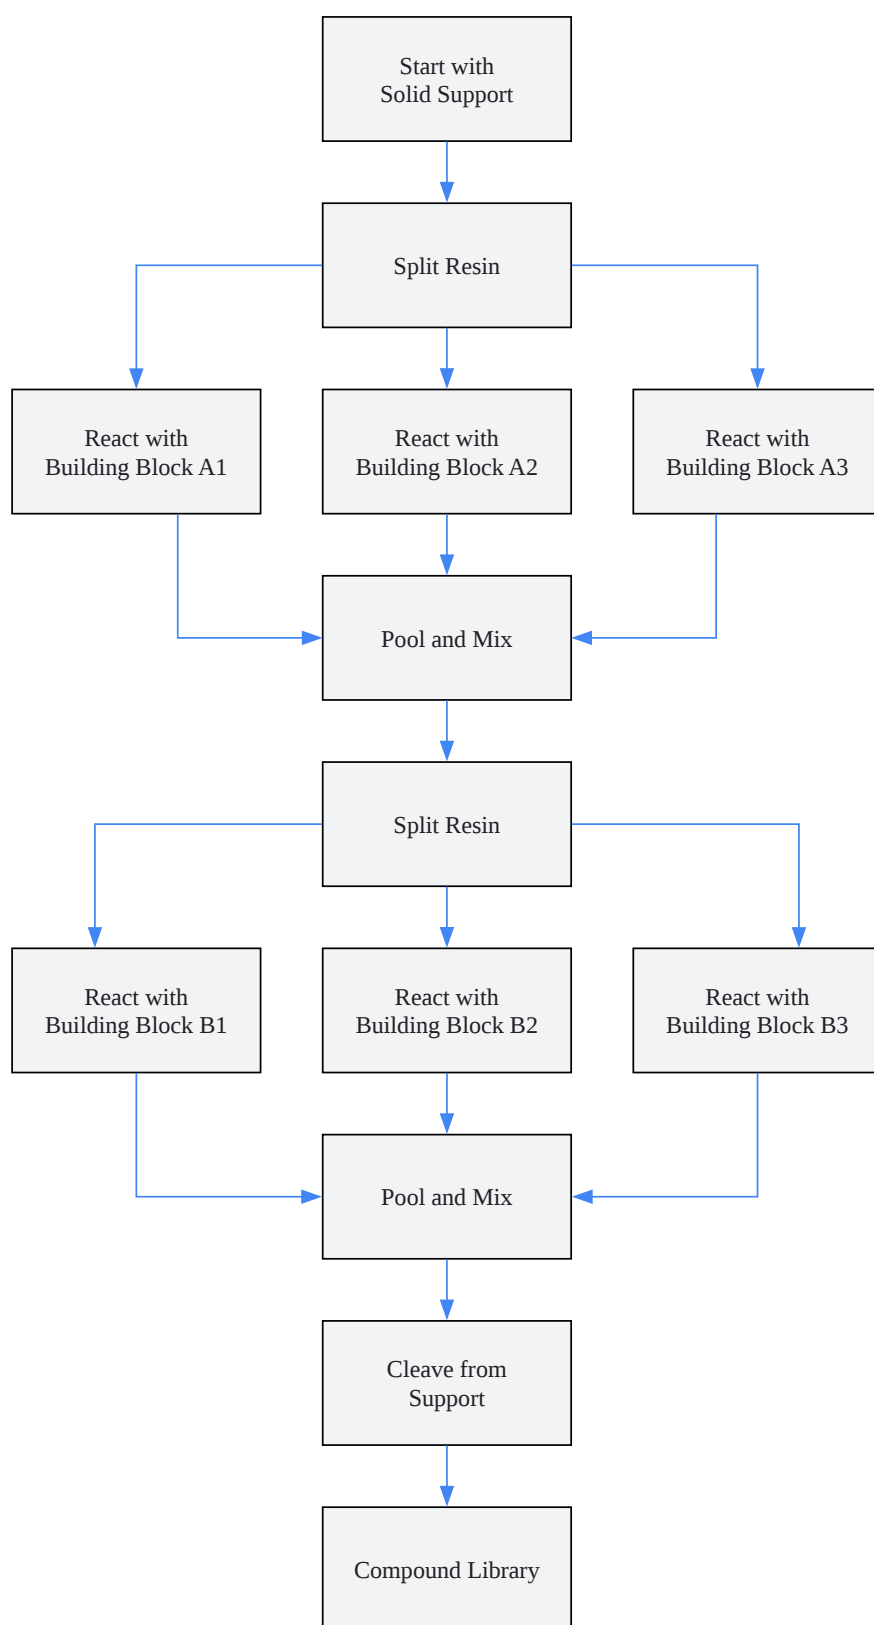 Start with
Solid Support
Split Resin
React with
Building Block A1
React with
Building Block A2
React with
Building Block A3
Pool and Mix
Split Resin
React with
Building Block B1
React with
Building Block B2
React with
Building Block B3
Pool and Mix
Cleave from
Support
Compound Library